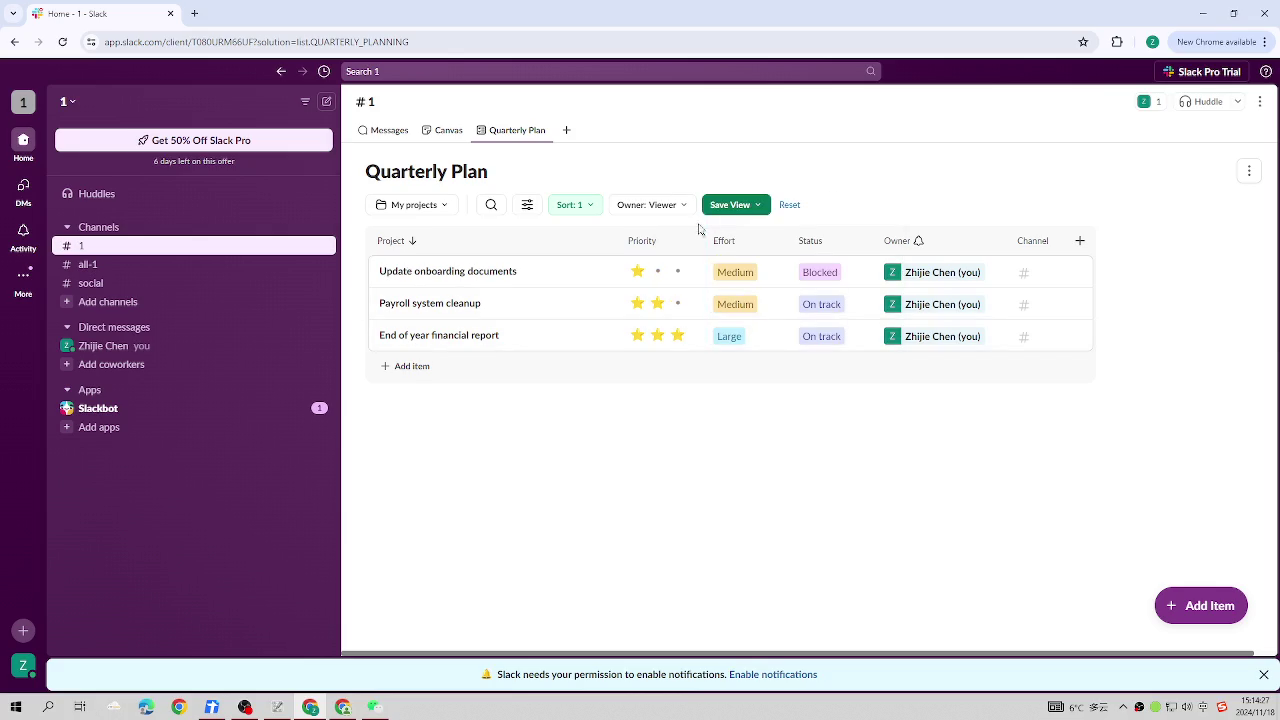 Home - 1 - Slack
app.slack.com/client/T080URM66UF?solution=list.QUARTERLY_PLANNING
New Chrome available
Search 1
Slack Pro Trial
1
1
# 1
1
Huddle
Get 50% Off Slack Pro
6 days left on this offer
Messages
Canvas
Quarterly Plan
Home
DMs
Activity
More
Huddles
Channels
# 1
# all-1
# social
Add channels
Direct messages
Zhijie Chen you
Add coworkers
Apps
Slackbot 1
Add apps
Quarterly Plan
My projects
Sort: 1
Owner: Viewer
Save View
Reset
Project Priority Effort Status Owner Channel
Update onboarding documents Medium Blocked Z Zhijie Chen (you) #
Payroll system cleanup Medium On track Z Zhijie Chen (you) #
End of year financial report Large On track Z Zhijie Chen (you) #
+ Add item
+ Add Item
Z
Slack needs your permission to enable notifications. Enable notifications
6°C
15:14:27
2024/11/18